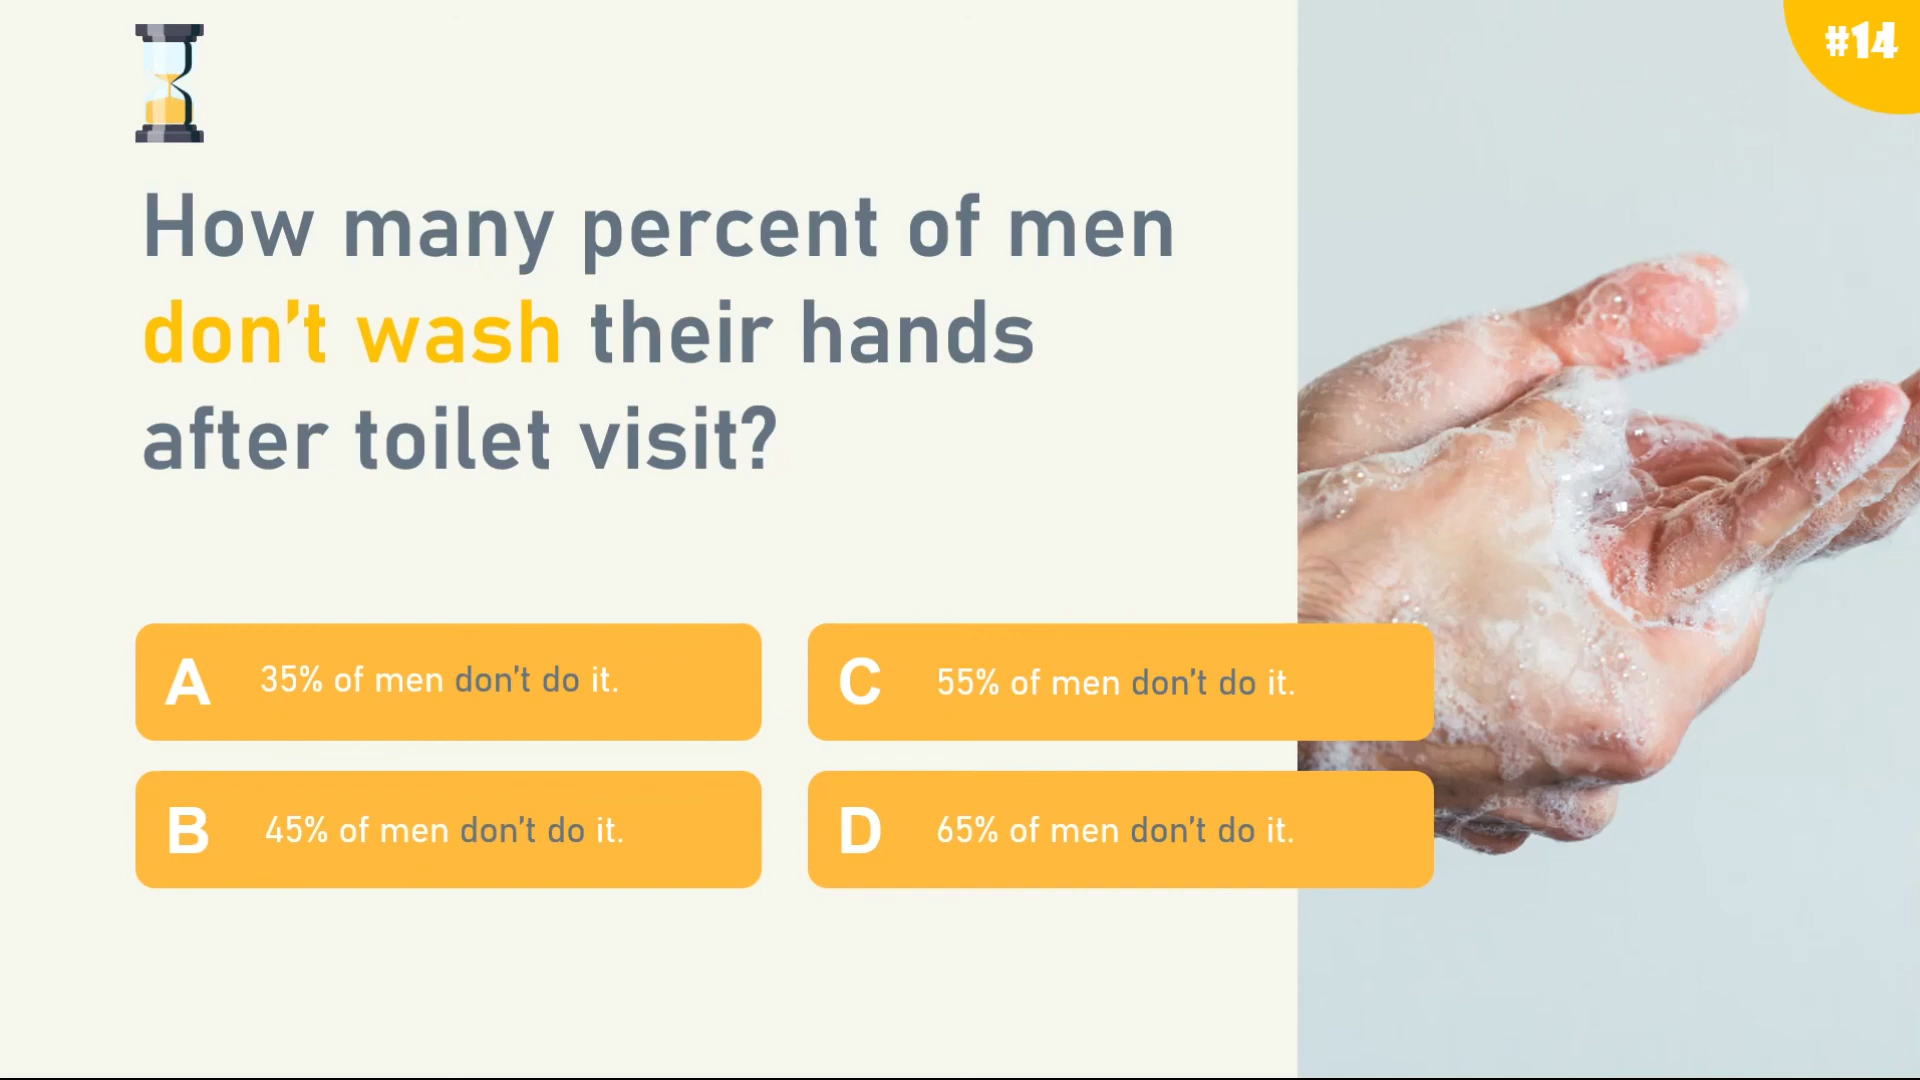 #14
How many percent of men
don't wash their hands
after toilet visit?
A 35% of men don't do it.
C 55% of men don't do it.
B 45% of men don't do it.
D 65% of men don't do it.